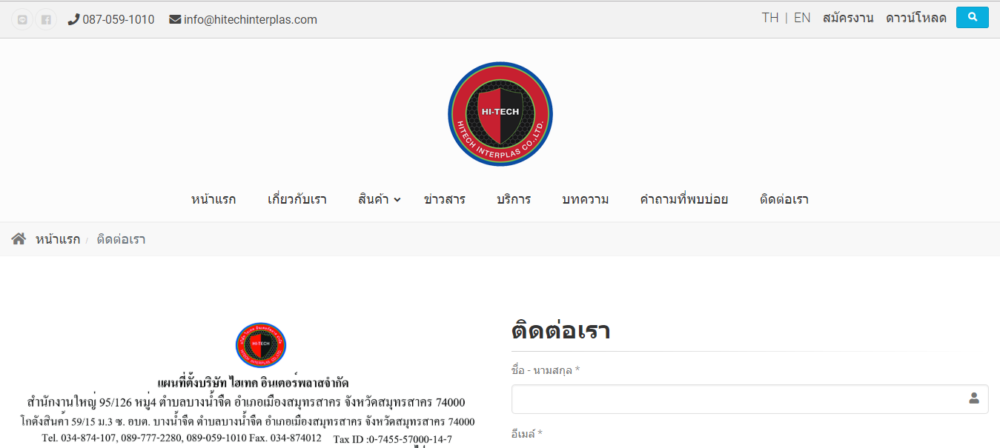 087-059-1010 info@hitechinterplas.com TH | EN สมัครงาน ดาวน์โหลด
HI-TECH
HITECH INTERPLAS CO.,LTD.
หน้าแรก เกี่ยวกับเรา สินค้า ข่าวสาร บริการ บทความ คำถามที่พบบ่อย ติดต่อเรา
หน้าแรก / ติดต่อเรา
HI-TECH
แผนที่ตั้งบริษัท ไฮเทค อินเตอร์พลาสจำกัด
สำนักงานใหญ่ 95/126 หมู่4 ตำบลบางน้ำจืด อำเภอเมืองสมุทรสาคร จังหวัดสมุทรสาคร 74000
โกดังสินค้า 59/15 ม.3 ซ. อบต. บางน้ำจืด ตำบลบางน้ำจืด อำเภอเมืองสมุทรสาคร จังหวัดสมุทรสาคร 74000
Tel. 034-874-107, 089-777-2280, 089-059-1010 Fax. 034-874012 Tax ID :0-7455-57000-14-7
ติดต่อเรา
ชื่อ - นามสกุล *
อีเมล์ *